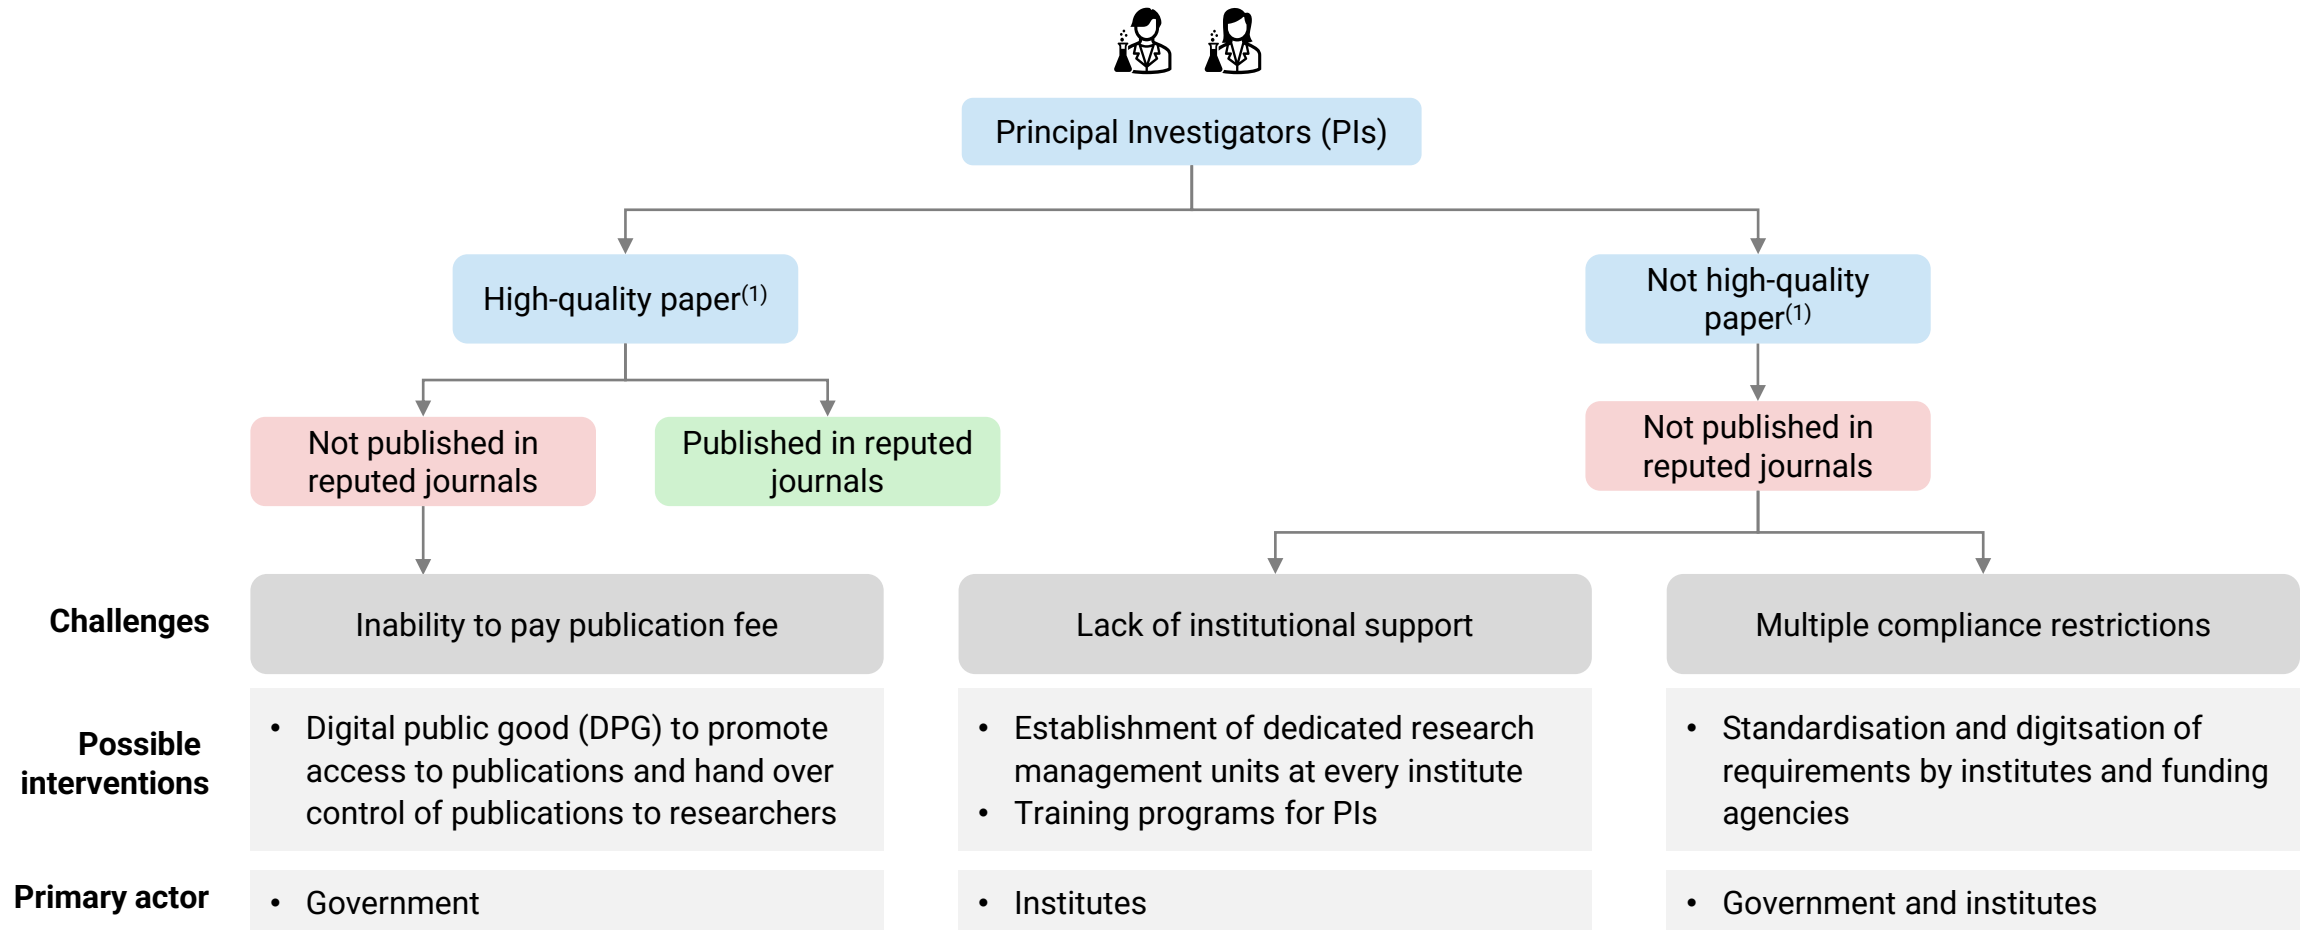 Principal Investigators (PIs)
High-quality paper(1)
Not high-quality
paper(1)
Not published in
reputed journals
Published in reputed
journals
Not published in
reputed journals
Challenges
Inability to pay publication fee
Lack of institutional support
Multiple compliance restrictions
Possible
interventions
• Digital public good (DPG) to promote
access to publications and hand over
control of publications to researchers
• Establishment of dedicated research
management units at every institute
• Training programs for PIs
• Standardisation and digitsation of
requirements by institutes and funding
agencies
Primary actor
• Government
• Institutes
• Government and institutes